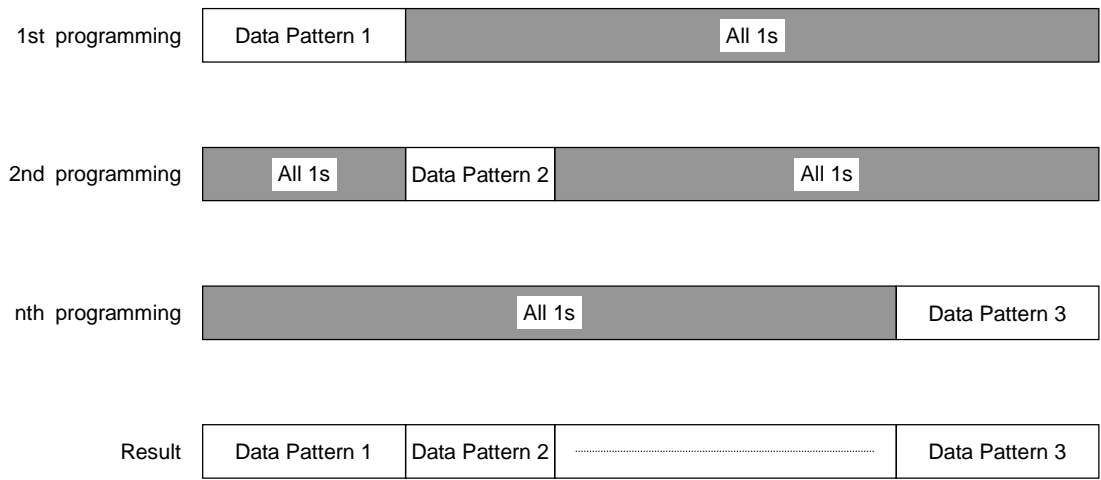 1st programming Data Pattern 1 All 1s
2nd programming All 1s Data Pattern 2 All 1s
nth programming All 1s Data Pattern 3
Result Data Pattern 1 Data Pattern 2 Data Pattern 3